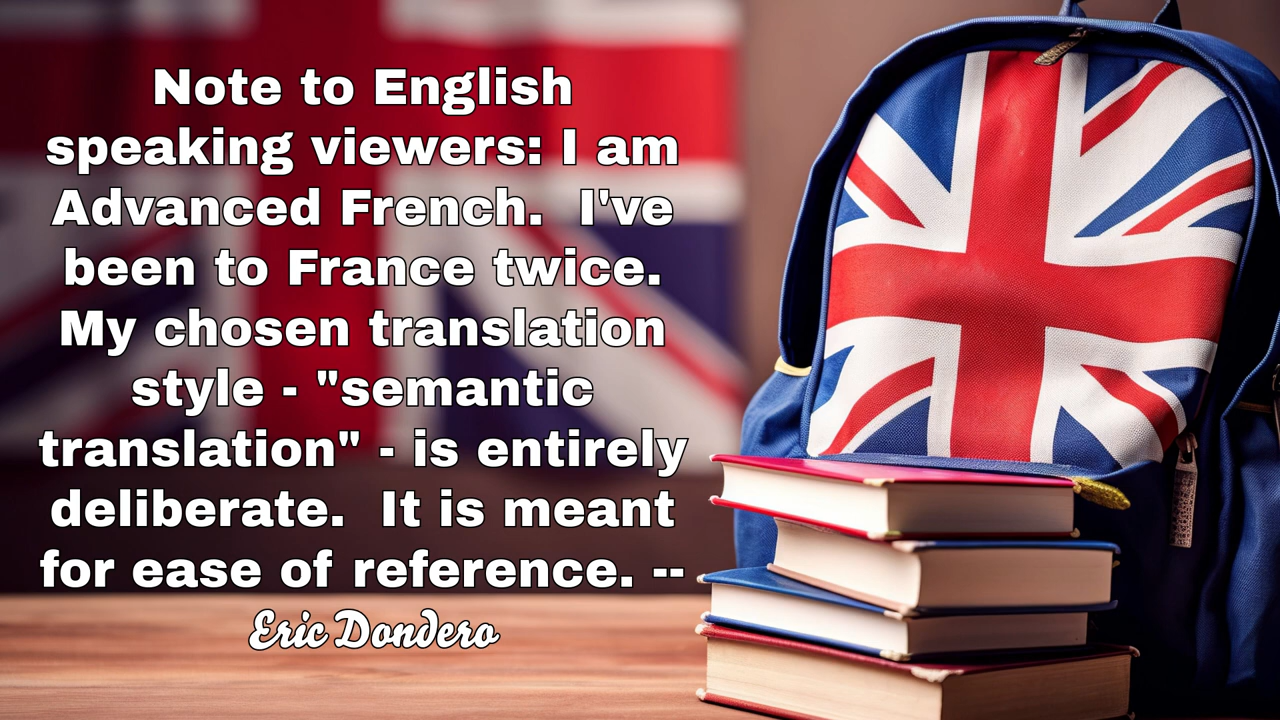 Note to English
speaking viewers: I am
Advanced French.  I've
been to France twice.
My chosen translation
style - "semantic
translation" - is entirely
deliberate.  It is meant
for ease of reference. --
Eric Dondero